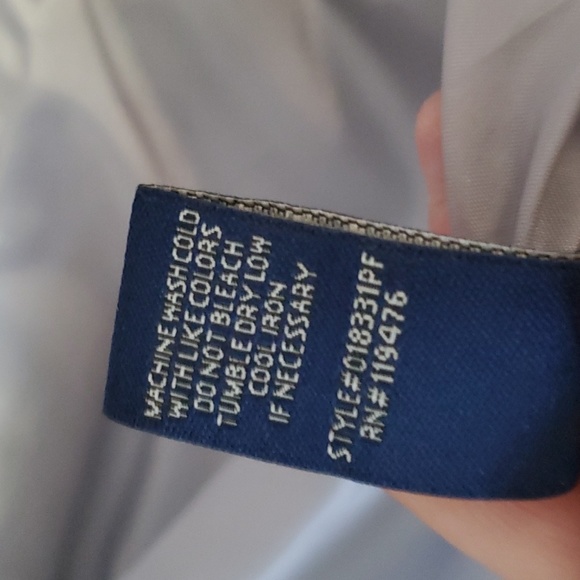 MACHINE WASH COLD
WITH LIKE COLORS
DO NOT BLEACH
TUMBLE DRY LOW
COOL IRON
IF NECESSARY
STYLE#018331PF
RN#119476